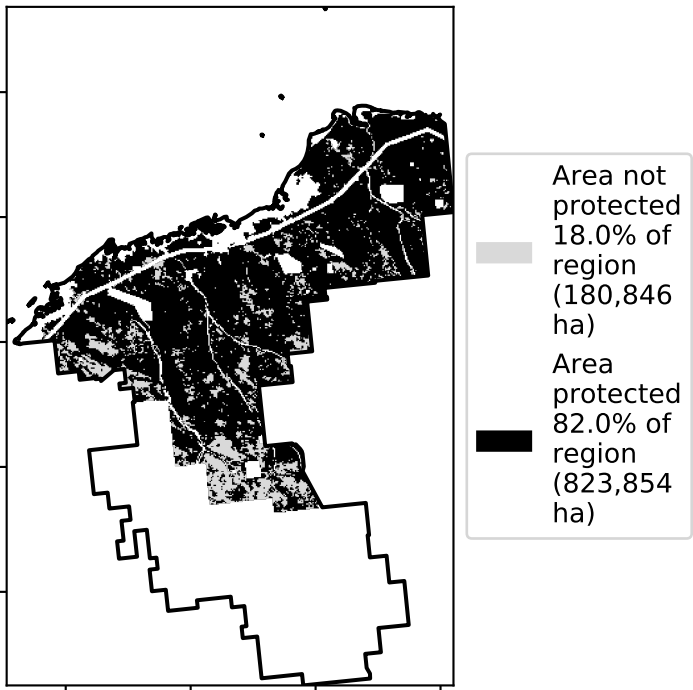 Area not
protected
18.0% of
region
(180,846
ha)
Area
protected
82.0% of
region
(823,854
ha)